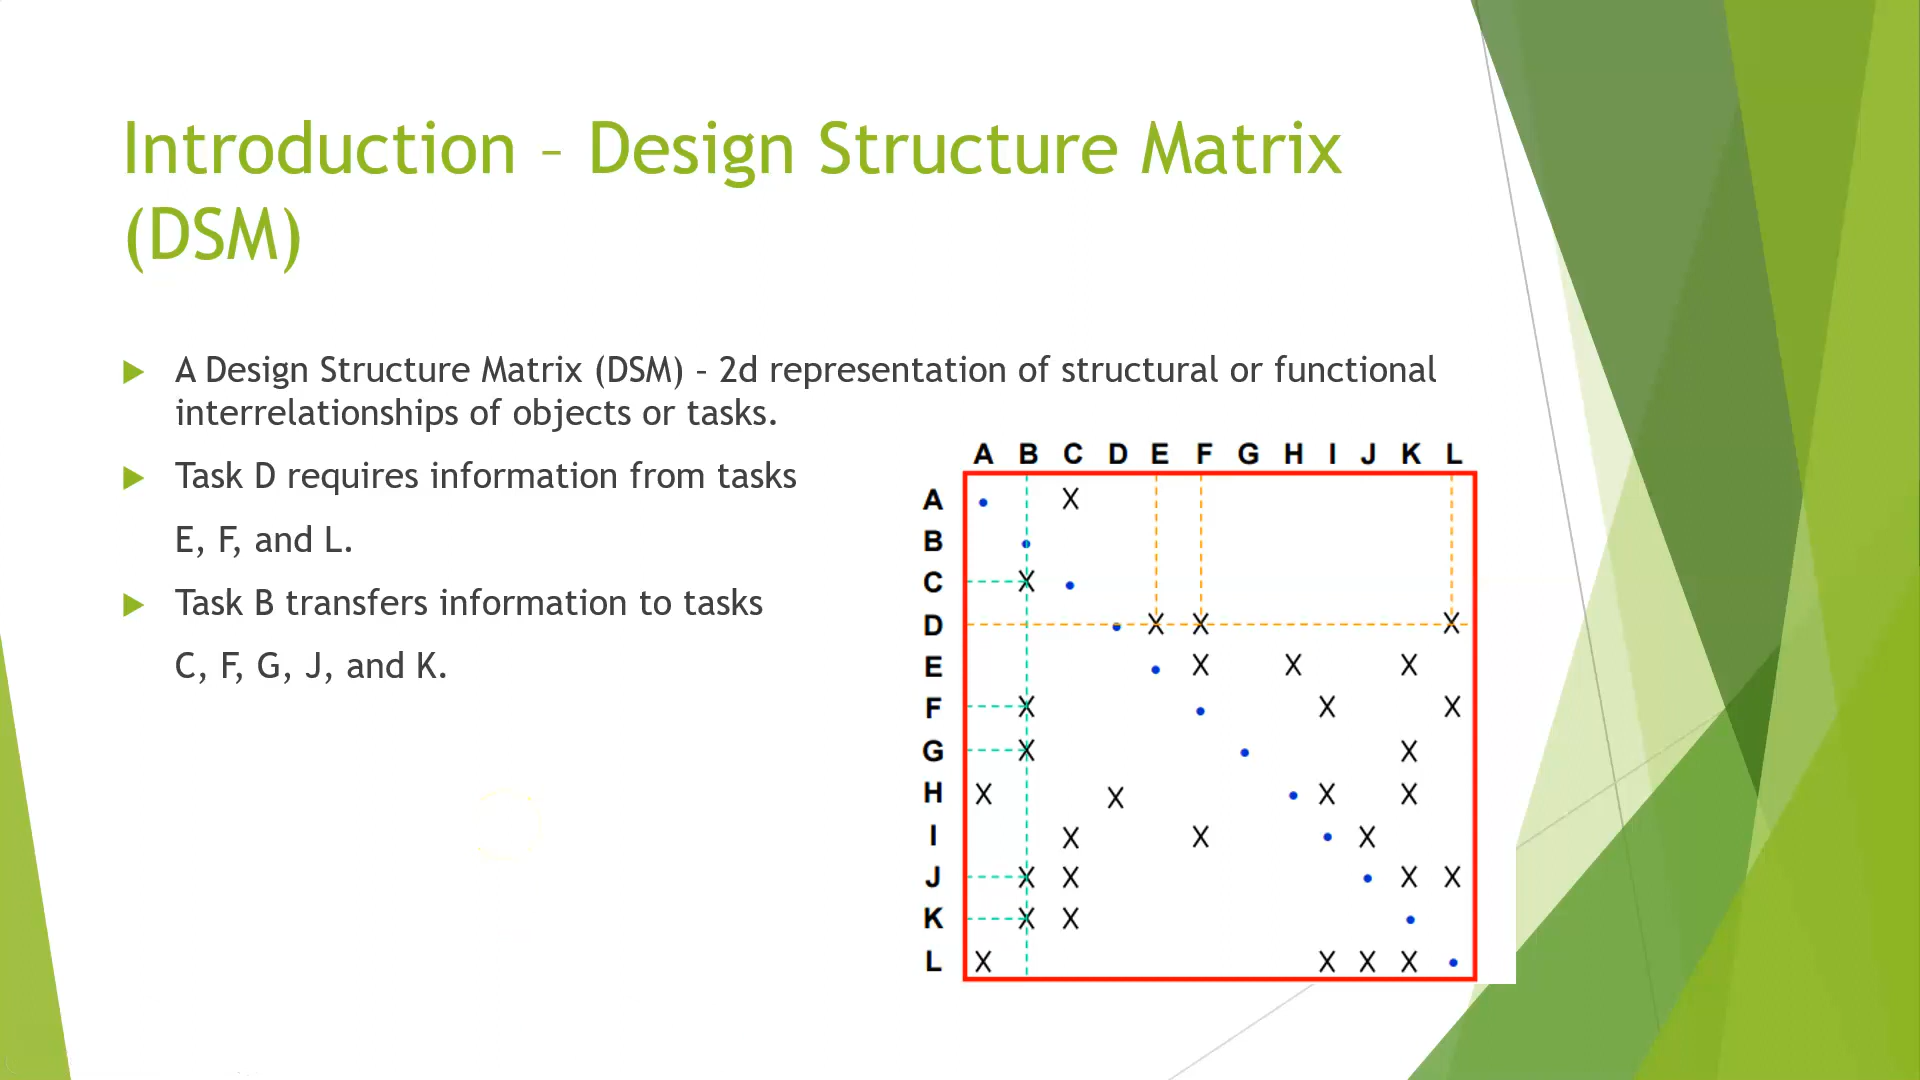 Introduction – Design Structure Matrix
(DSM)
A Design Structure Matrix (DSM) – 2d representation of structural or functional
interrelationships of objects or tasks.
Task D requires information from tasks
E, F, and L.
Task B transfers information to tasks
C, F, G, J, and K.
A B C D E F G H I J K L
A X
B
C X
D X X X
E X X X
F X X X
G X X
H X X X X
I X X X
J X X X X
K X X
L X X X X